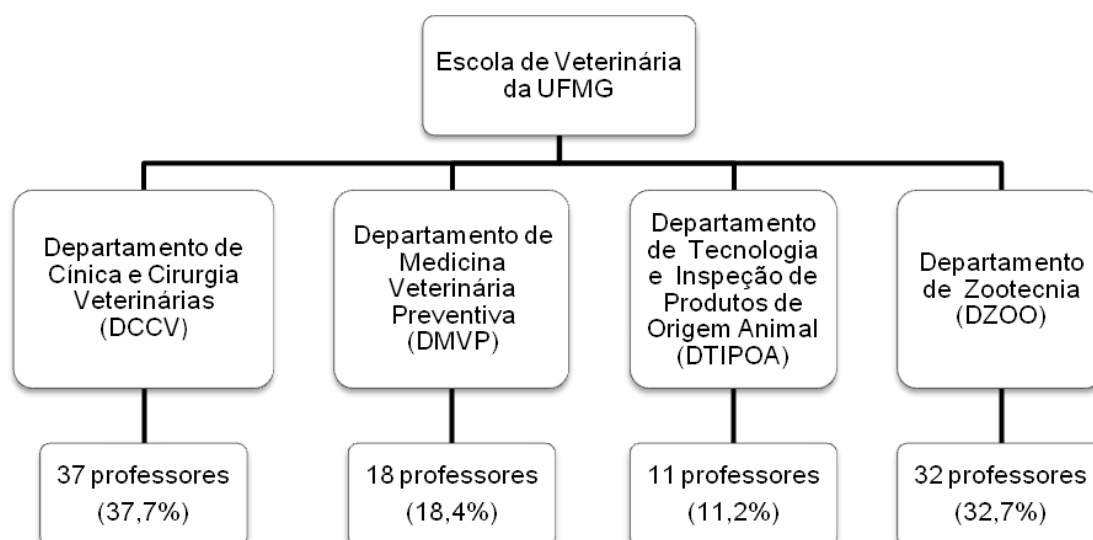 Escola de Veterinária
da UFMG
Departamento de
Cínica e Cirurgia
Veterinárias
(DCCV)
Departamento de
Medicina
Veterinária
Preventiva
(DMVP)
Departamento
de Tecnologia
e Inspeção de
Produtos de
Origem Animal
(DTIPOA)
Departamento
de Zootecnia
(DZOO)
37 professores
(37,7%)
18 professores
(18,4%)
11 professores
(11,2%)
32 professores
(32,7%)